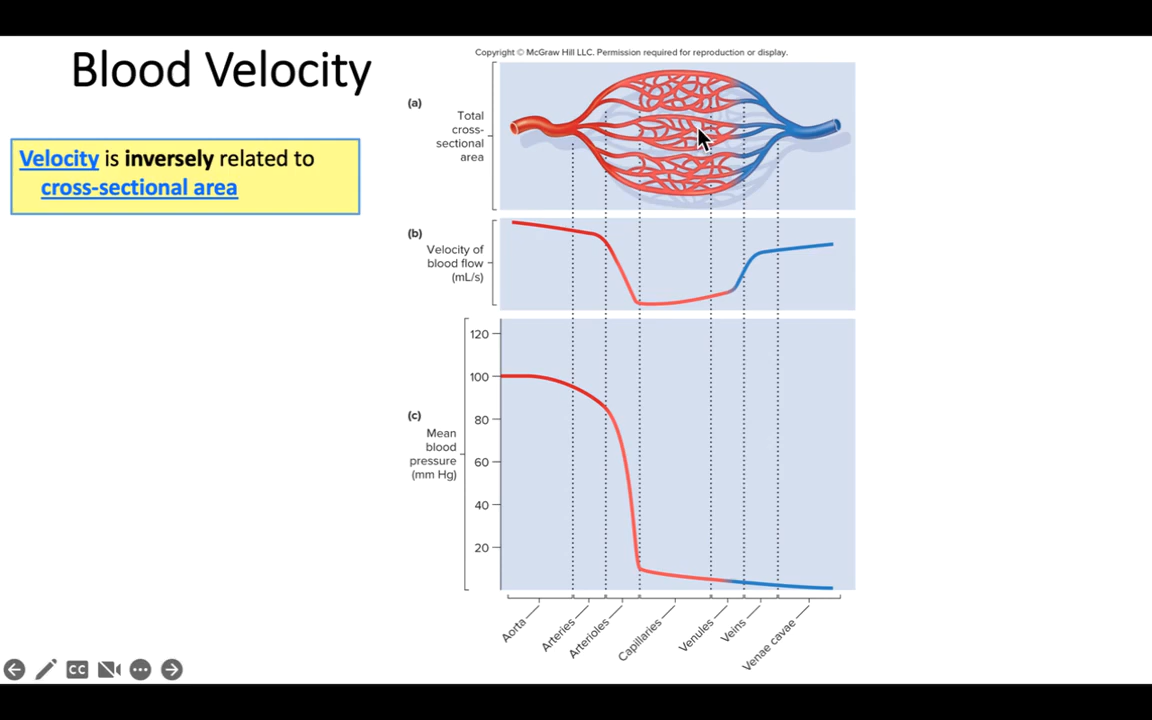 Blood Velocity
Velocity is inversely related to
cross-sectional area
Copyright © McGraw Hill LLC. Permission required for reproduction or display.
(a)
Total
cross-
sectional
area
(b)
Velocity of
blood flow
(mL/s)
(c)
Mean
blood
pressure
(mm Hg)
120
100
80
60
40
20
Aorta
Arteries
Arterioles
Capillaries
Venules
Veins
Venae cavae
CC